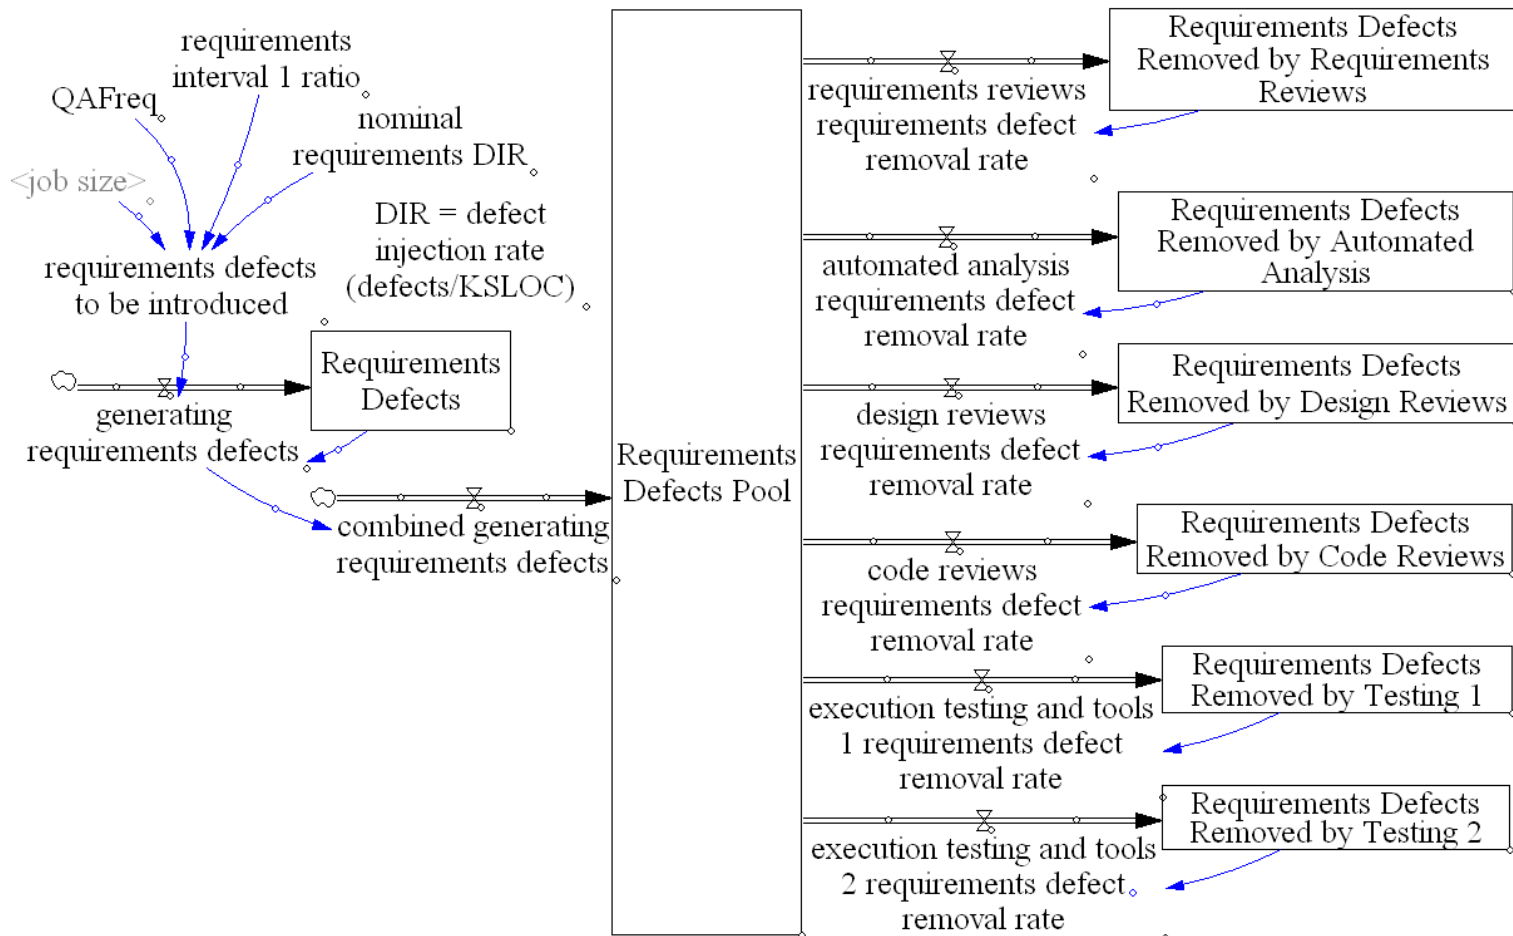 requirements
interval 1 ratio
QAFreq
nominal
requirements DIR
<job size>
DIR = defect
injection rate
(defects/KSLOC)
requirements defects
to be introduced
Requirements
Defects
generating
requirements defects
combined generating
requirements defects
Requirements
Defects Pool
requirements reviews
requirements defect
removal rate
Requirements Defects
Removed by Requirements
Reviews
automated analysis
requirements defect
removal rate
Requirements Defects
Removed by Automated
Analysis
design reviews
requirements defect
removal rate
Requirements Defects
Removed by Design Reviews
code reviews
requirements defect
removal rate
Requirements Defects
Removed by Code Reviews
execution testing and tools
1 requirements defect
removal rate
Requirements Defects
Removed by Testing 1
execution testing and tools
2 requirements defect
removal rate
Requirements Defects
Removed by Testing 2